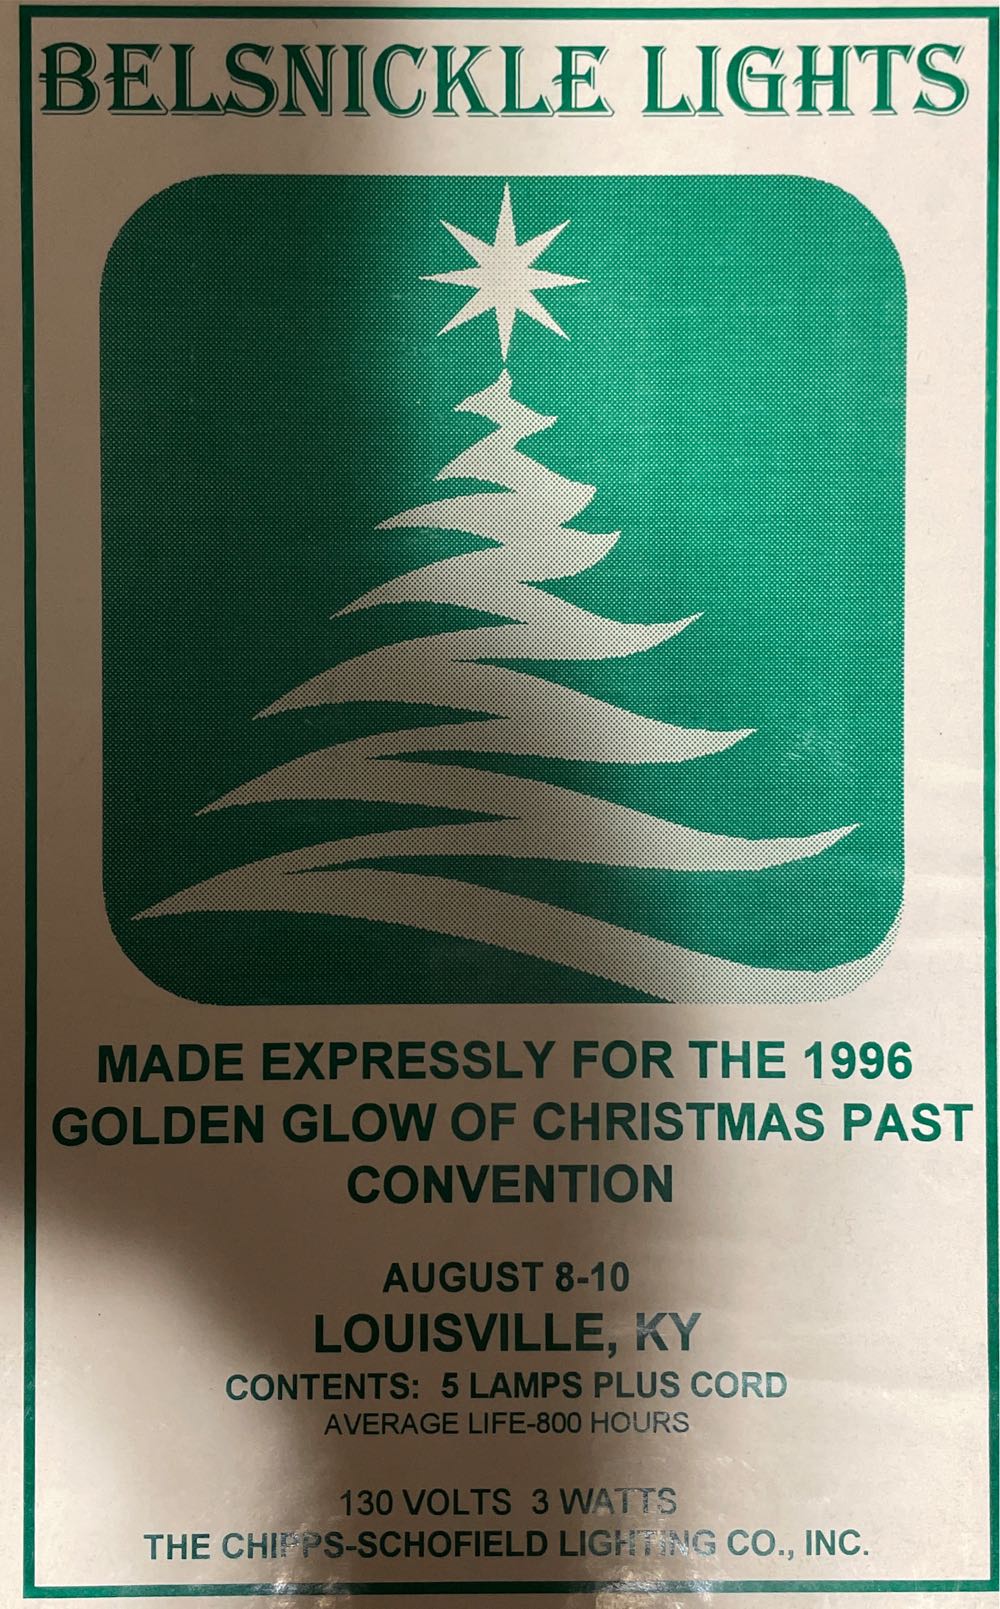 BELSNICKLE LIGHTS
MADE EXPRESSLY FOR THE 1996
GOLDEN GLOW OF CHRISTMAS PAST
CONVENTION
AUGUST 8-10
LOUISVILLE, KY
CONTENTS: 5 LAMPS PLUS CORD
AVERAGE LIFE-800 HOURS
130 VOLTS 3 WATTS
THE CHIPPS-SCHOFIELD LIGHTING CO., INC.